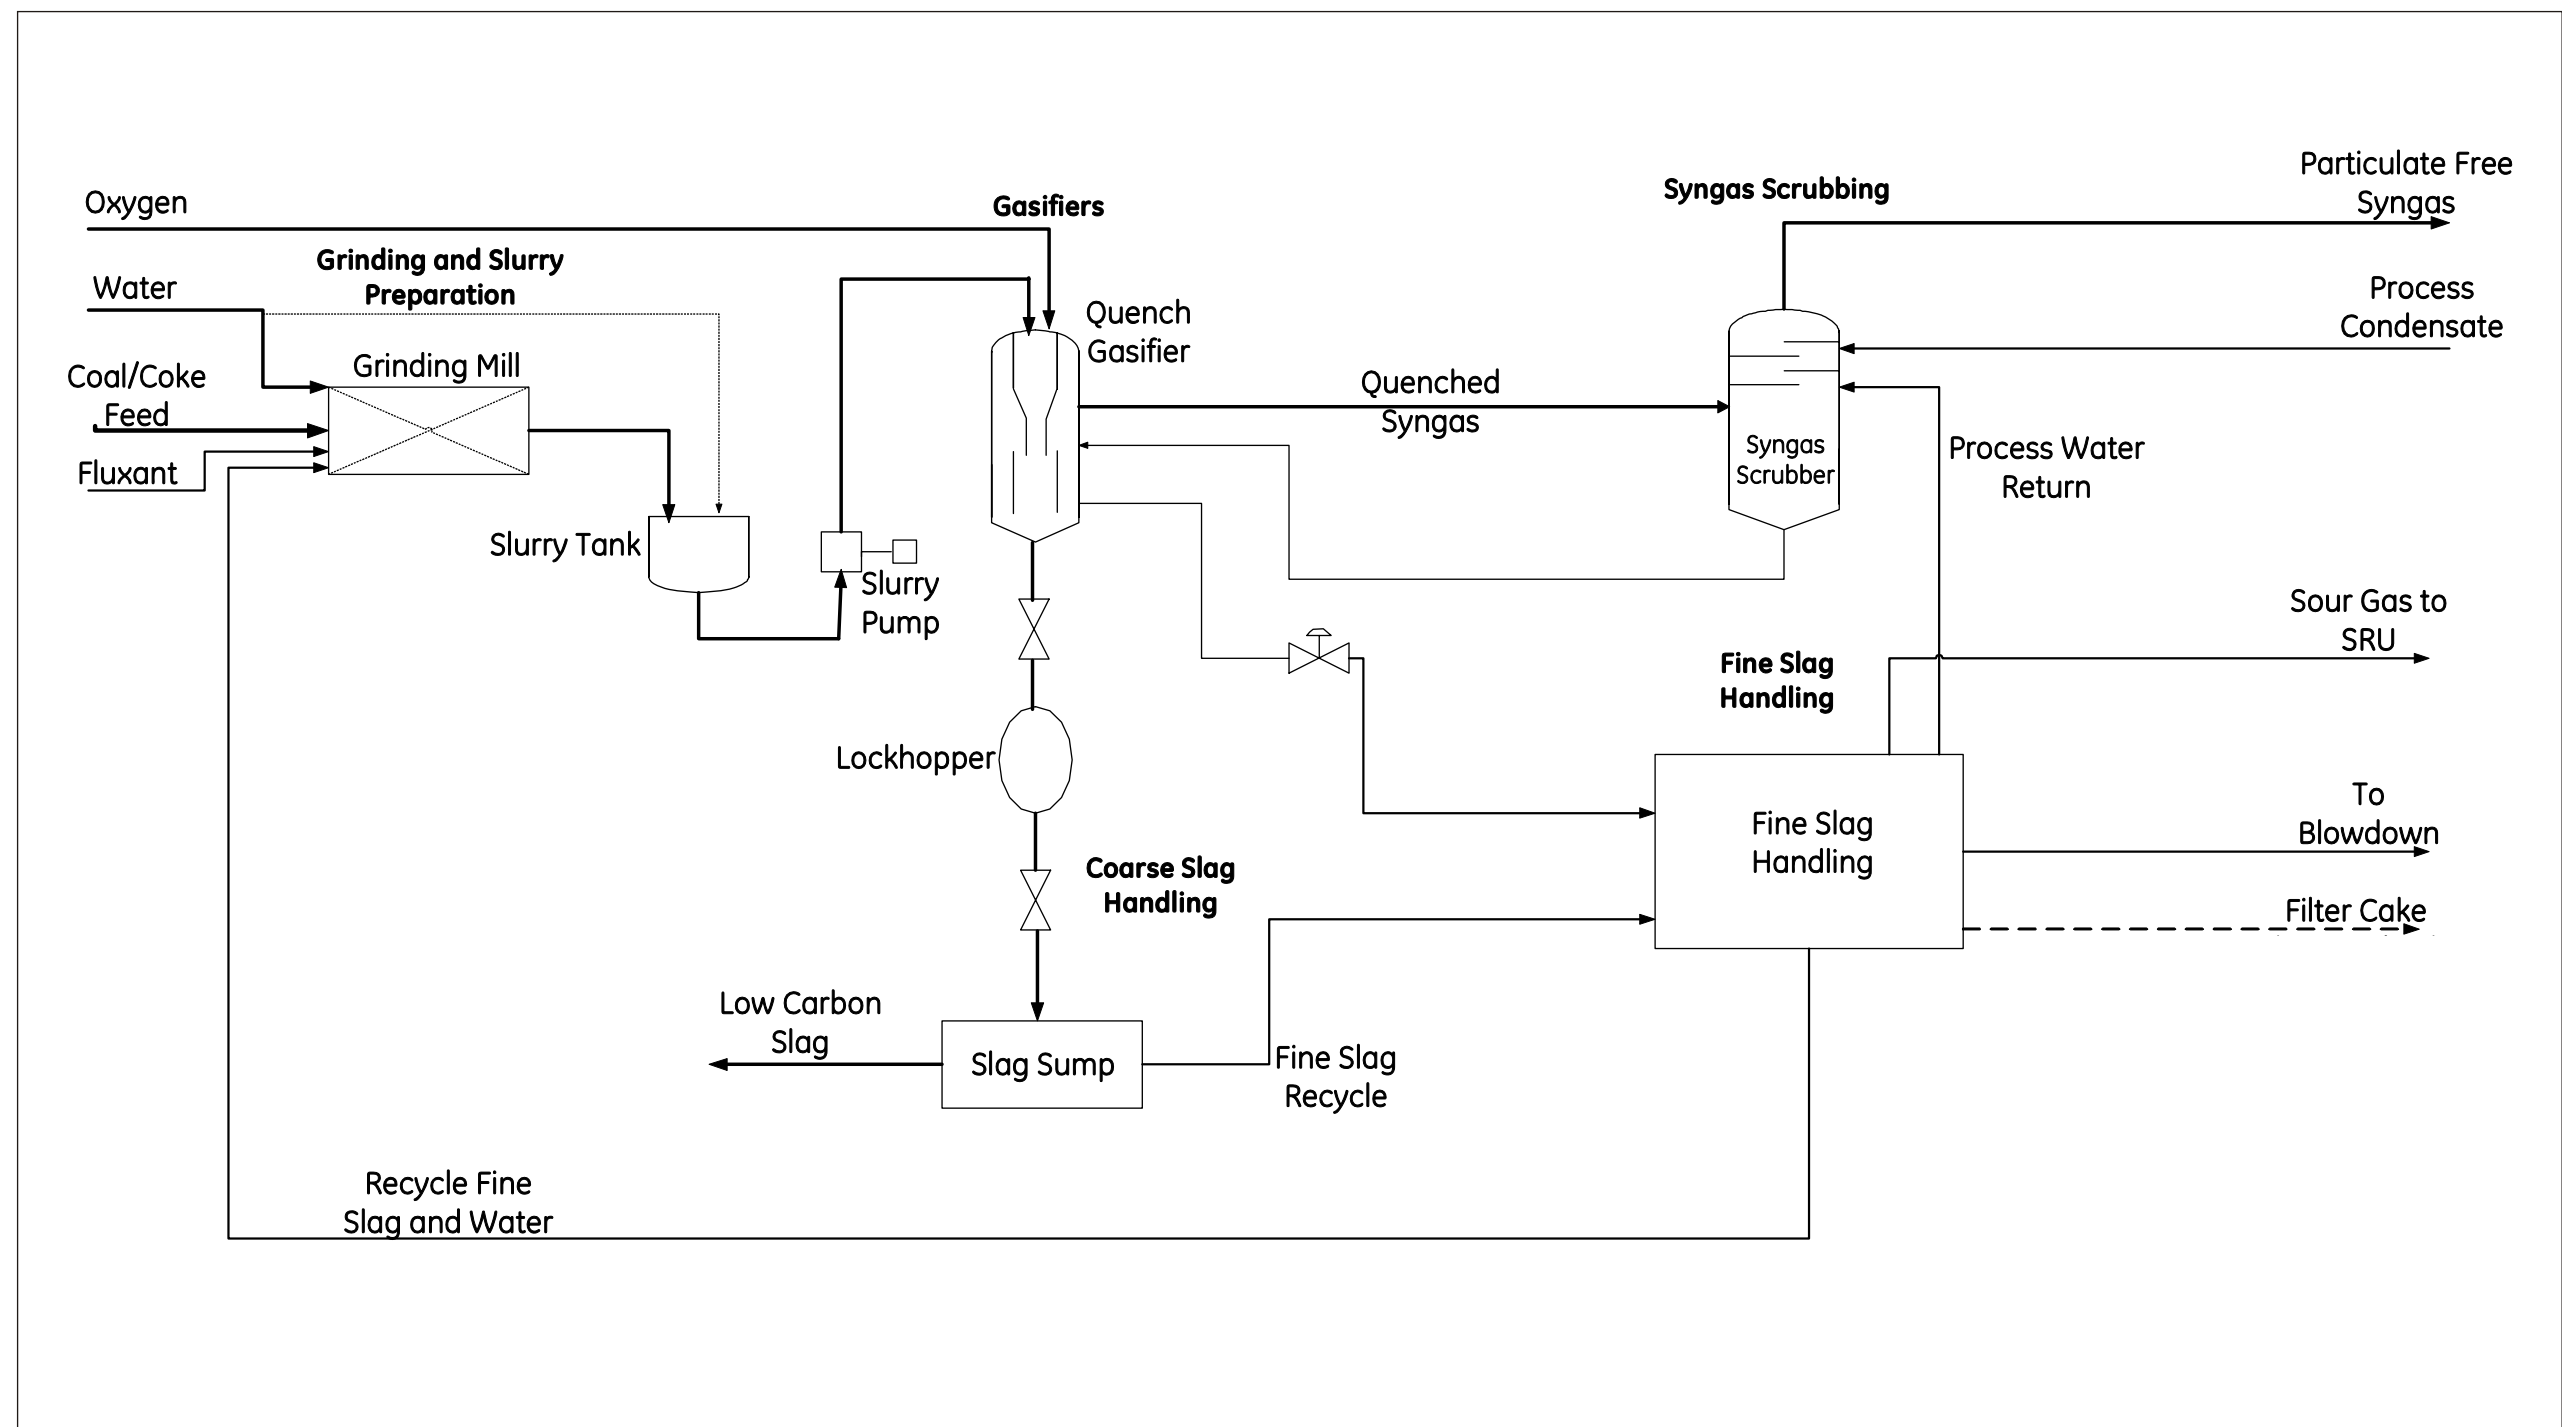 Oxygen
Gasifiers
Syngas Scrubbing
Particulate Free
Syngas
Grinding and Slurry
Preparation
Water
Process
Condensate
Quench
Gasifier
Grinding Mill
Coal/Coke
Feed
Quenched
Syngas
Fluxant
Syngas
Scrubber
Process Water
Return
Slurry Tank
Slurry
Pump
Sour Gas to
SRU
Fine Slag
Handling
Lockhopper
To
Blowdown
Fine Slag
Handling
Coarse Slag
Handling
Filter Cake
Low Carbon
Slag
Slag Sump
Fine Slag
Recycle
Recycle Fine
Slag and Water